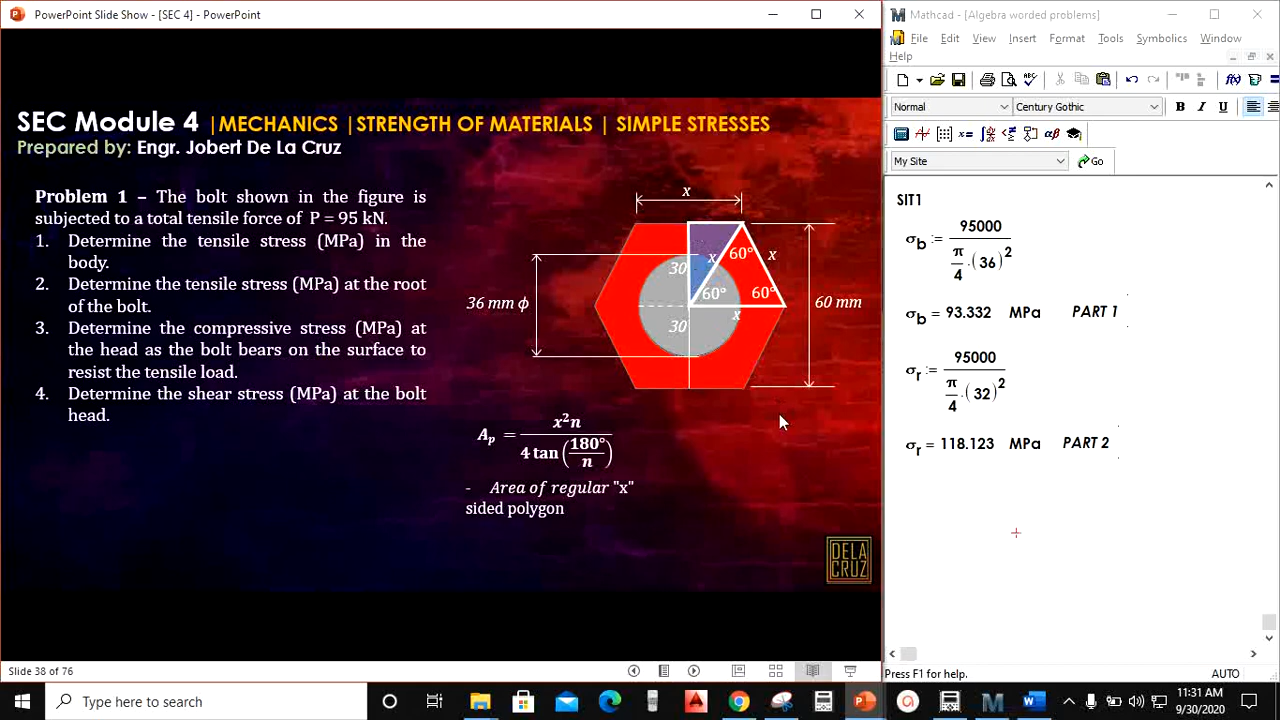 PowerPoint Slide Show - [SEC 4] - PowerPoint
SEC Module 4 |MECHANICS |STRENGTH OF MATERIALS | SIMPLE STRESSES
Prepared by: Engr. Jobert De La Cruz
Problem 1 – The bolt shown in the figure is
subjected to a total tensile force of P = 95 kN.
1. Determine the tensile stress (MPa) in the
body.
2. Determine the tensile stress (MPa) at the root
of the bolt.
3. Determine the compressive stress (MPa) at
the head as the bolt bears on the surface to
resist the tensile load.
4. Determine the shear stress (MPa) at the bolt
head.
x
36 mm ϕ
30
x
60°
x
60°
60°
x
30
60 mm
A_p = x²n / 4 tan(180°/n)
- Area of regular "x"
sided polygon
DELA
CRUZ
Slide 38 of 76
Mathcad - [Algebra worded problems]
File Edit View Insert Format Tools Symbolics Window
Help
Normal Century Gothic B I U
My Site Go
SIT1
σ_b := 95000 / (π/4 · (36)²)
σ_b = 93.332 MPa PART 1
σ_r := 95000 / (π/4 · (32)²)
σ_r = 118.123 MPa PART 2
Press F1 for help. AUTO
Type here to search
11:31 AM
9/30/2020